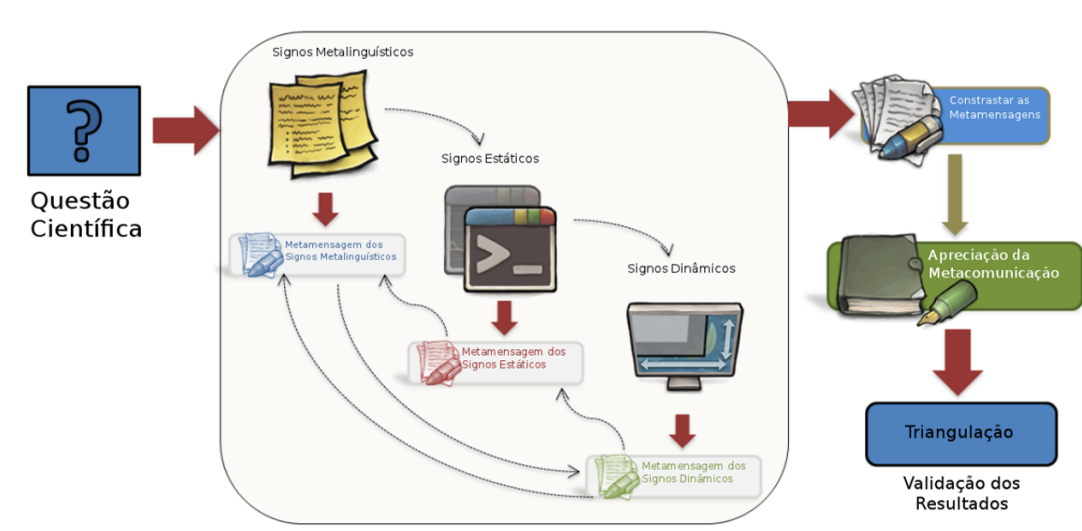 Signos Metalinguísticos
?
Questão
Científica
Signos Estáticos
>_
Signos Dinâmicos
Metamensagem dos
Signos Metalinguísticos
Metamensagem dos
Signos Estáticos
Metamensagem dos
Signos Dinâmicos
Constrastar as
Metamensagens
Apreciação da
Metacomunicação
Triangulação
Validação dos
Resultados